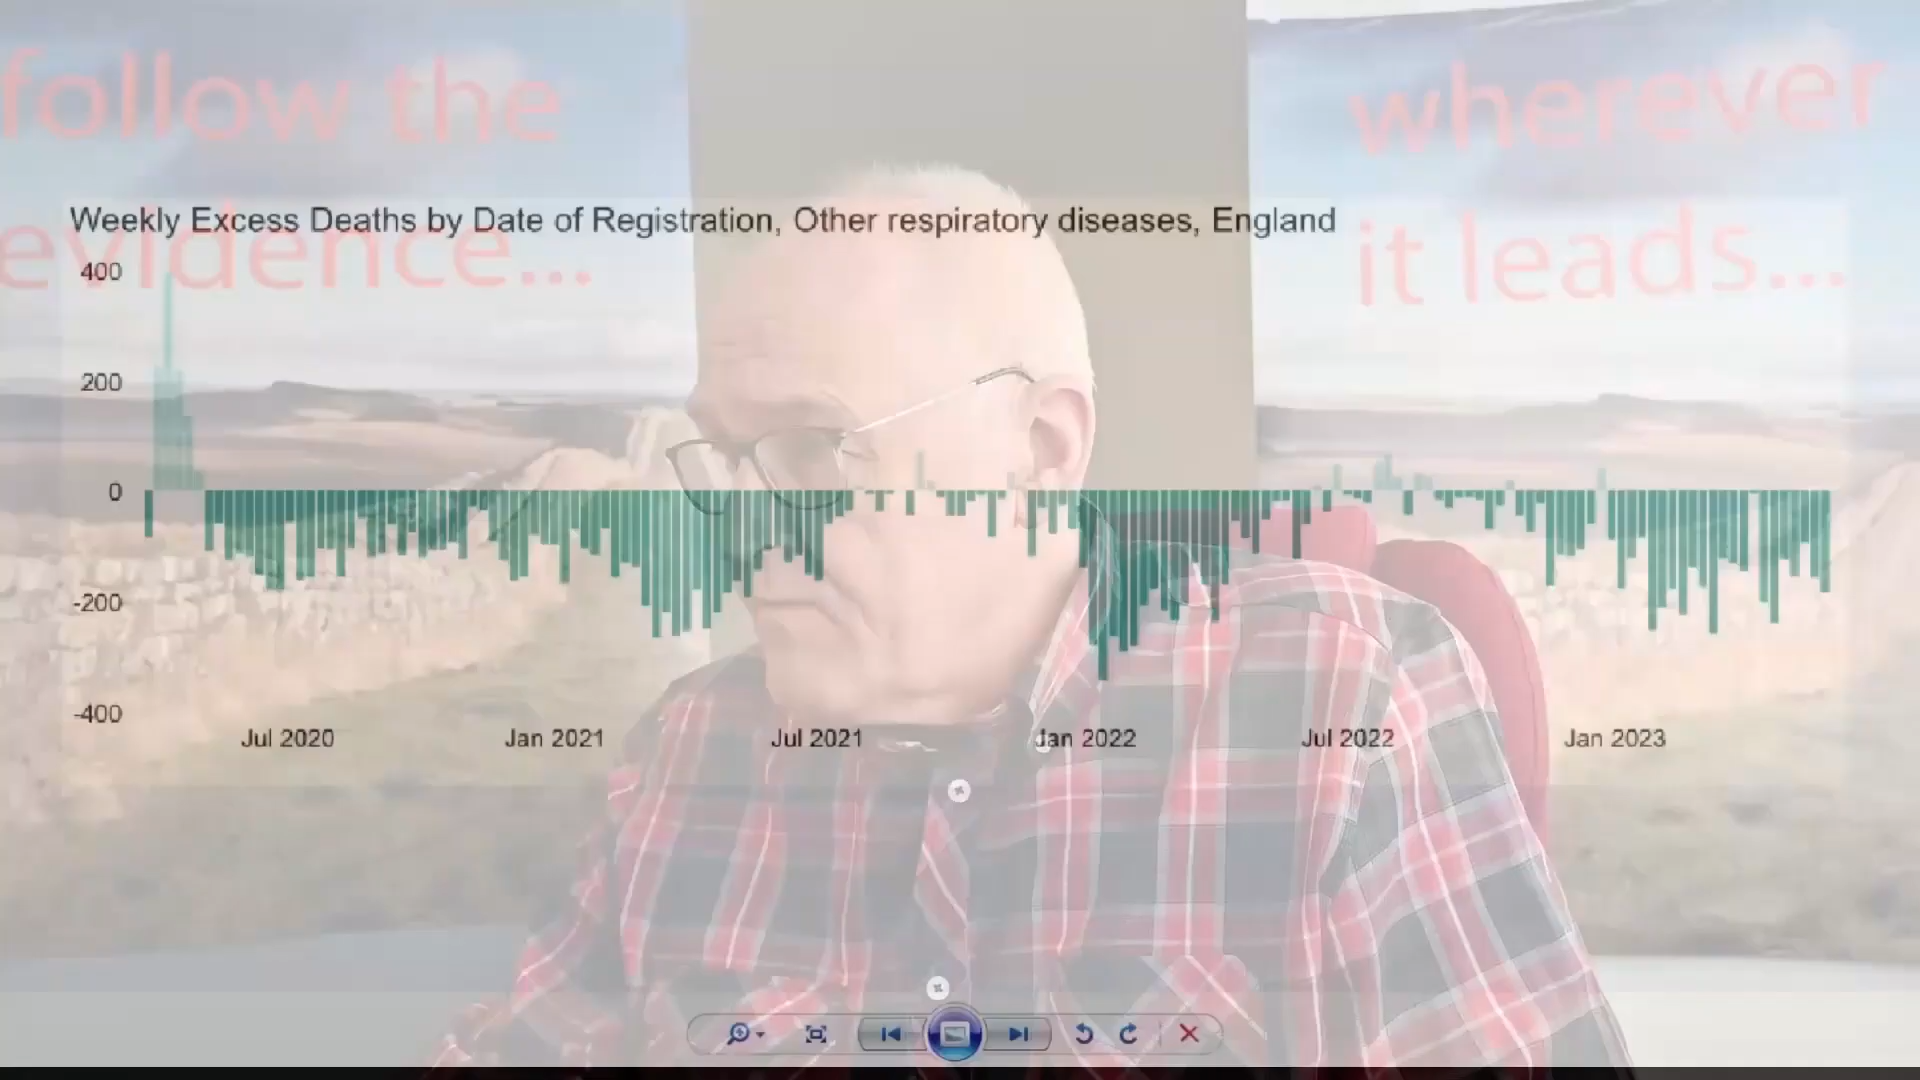 follow the
wherever
Weekly Excess Deaths by Date of Registration, Other respiratory diseases, England
evidence...
it leads...
400
200
0
-200
-400
Jul 2020 Jan 2021 Jul 2021 Jan 2022 Jul 2022 Jan 2023